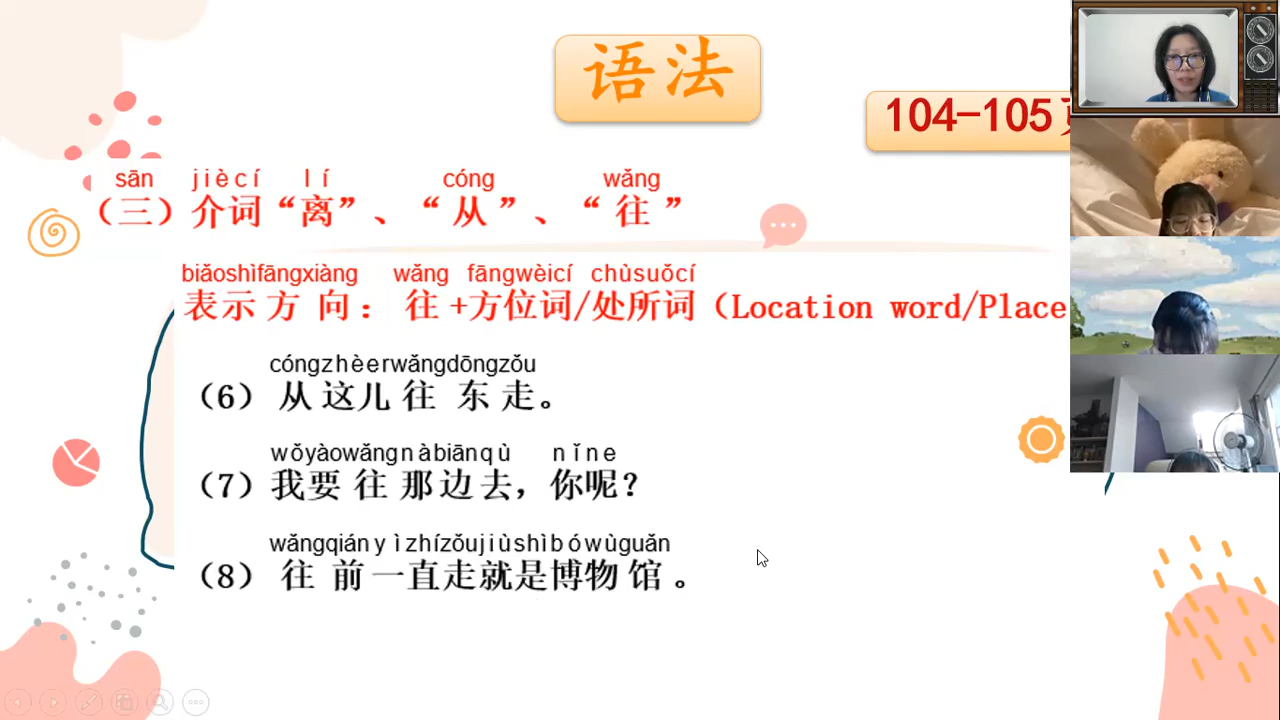 语法
104-105
sān jiècí lí cóng wǎng
（三）介词“离”、“从”、“往”
biǎoshìfāngxiàng wǎng fāngwèicí chùsuǒcí
表示方向：往+方位词/处所词（Location word/Place
cóngzhèerwǎngdōngzǒu
（6）从这儿往东走。
wǒyàowǎngnàbiānqù nǐne
（7）我要往那边去，你呢？
wǎngqiányìzhízǒujiùshìbówùguǎn
（8）往前一直走就是博物馆。